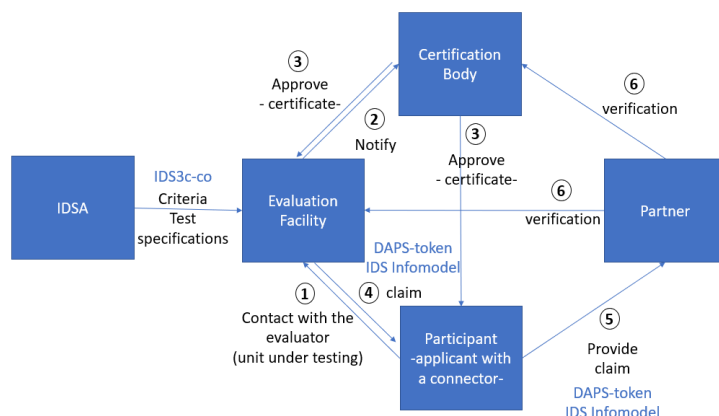 Certification
Body
③
Approve
- certificate-
②
Notify
③
Approve
- certificate-
⑥
verification
IDSA
IDS3c-co
Criteria
Test
specifications
Evaluation
Facility
⑥
verification
Partner
DAPS-token
IDS Infomodel
①
Contact with the
evaluator
(unit under testing)
④ claim
Participant
-applicant with
a connector-
⑤
Provide
claim
DAPS-token
IDS Infomodel